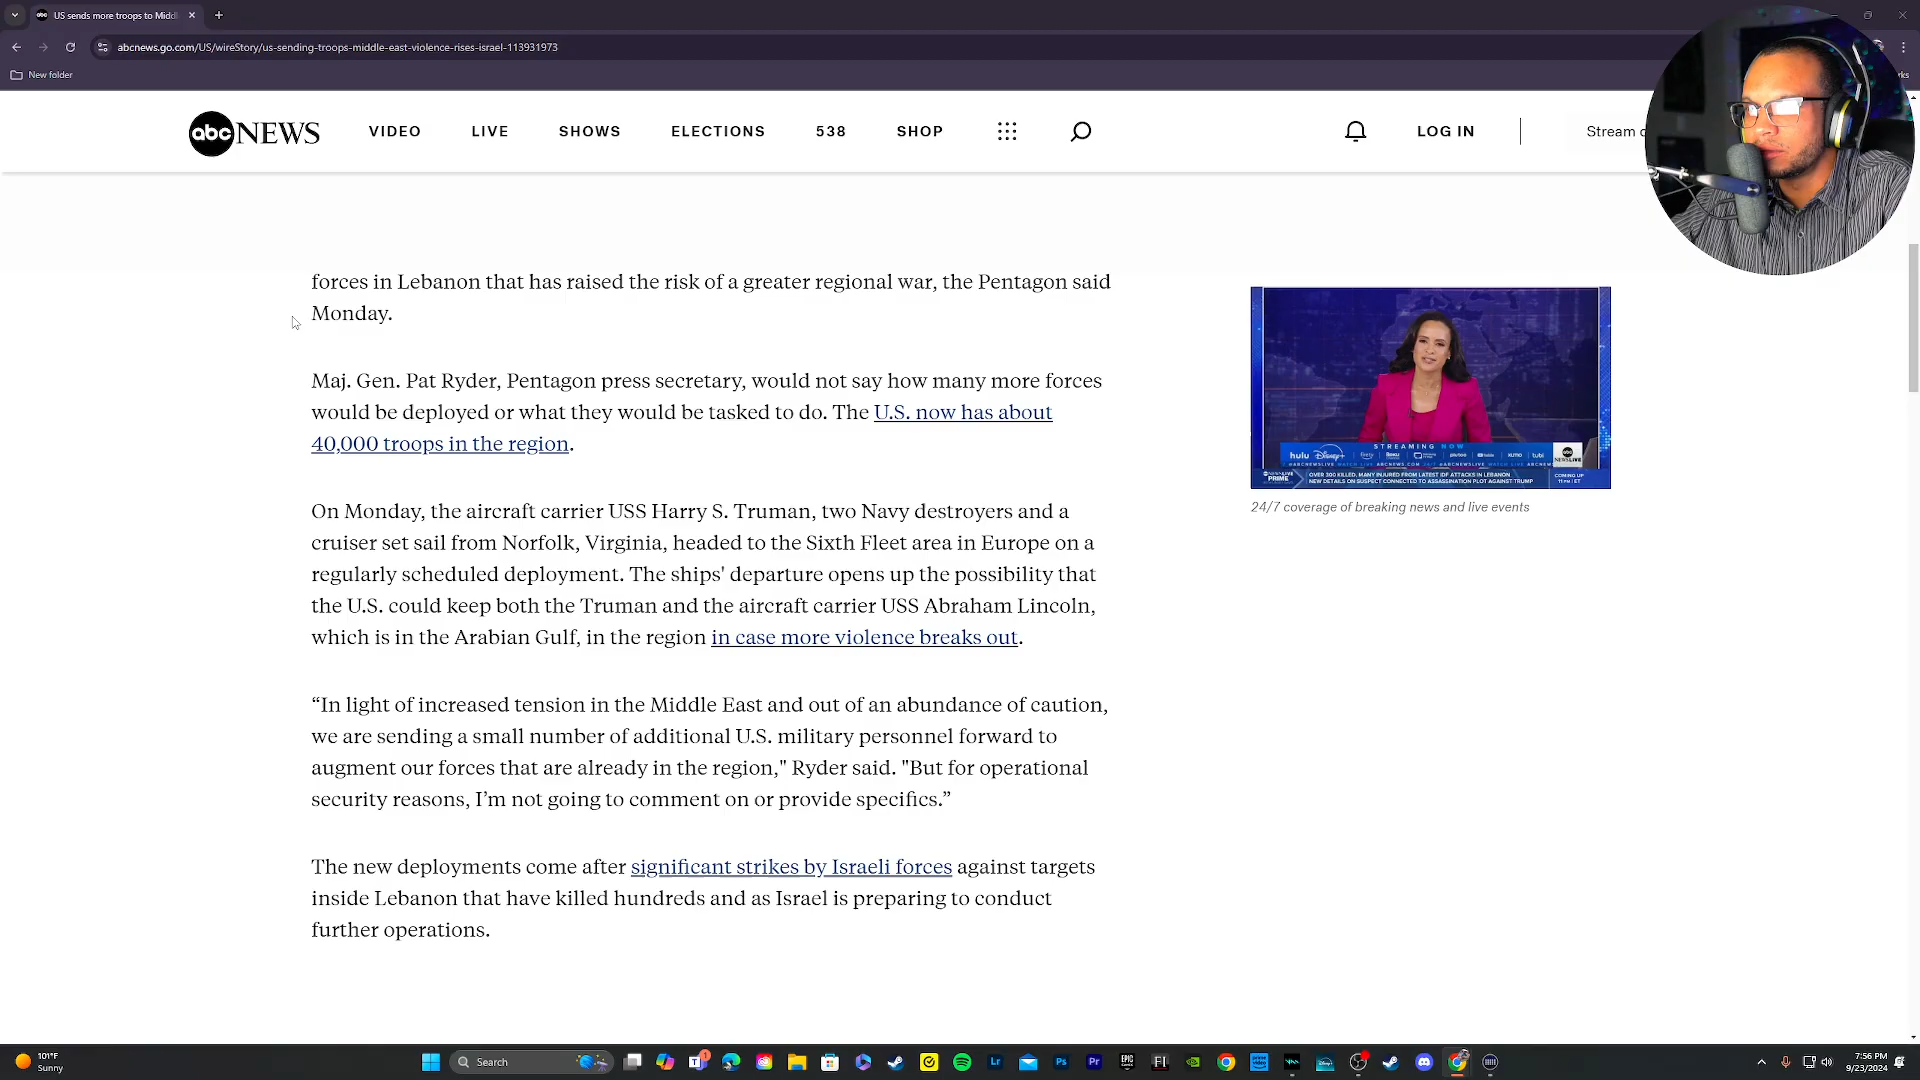 US sends more troops to Midd
abcnews.go.com/US/wireStory/us-sending-troops-middle-east-violence-rises-israel-113931973
New folder
abc NEWS
VIDEO
LIVE
SHOWS
ELECTIONS
538
SHOP
LOG IN
Stream
forces in Lebanon that has raised the risk of a greater regional war, the Pentagon said
Monday.
Maj. Gen. Pat Ryder, Pentagon press secretary, would not say how many more forces
would be deployed or what they would be tasked to do. The U.S. now has about
40,000 troops in the region.
On Monday, the aircraft carrier USS Harry S. Truman, two Navy destroyers and a
cruiser set sail from Norfolk, Virginia, headed to the Sixth Fleet area in Europe on a
regularly scheduled deployment. The ships' departure opens up the possibility that
the U.S. could keep both the Truman and the aircraft carrier USS Abraham Lincoln,
which is in the Arabian Gulf, in the region in case more violence breaks out.
“In light of increased tension in the Middle East and out of an abundance of caution,
we are sending a small number of additional U.S. military personnel forward to
augment our forces that are already in the region," Ryder said. "But for operational
security reasons, I’m not going to comment on or provide specifics.”
The new deployments come after significant strikes by Israeli forces against targets
inside Lebanon that have killed hundreds and as Israel is preparing to conduct
further operations.
STREAMING NOW
hulu Disney+
OVER 300 KILLED, MANY INJURED FROM LATEST IDF ATTACKS IN LEBANON
NEW DETAILS ON SUSPECT CONNECTED TO ASSASSINATION PLOT AGAINST TRUMP
COMING UP
24/7 coverage of breaking news and live events
101°F
Sunny
Search
7:56 PM
9/23/2024